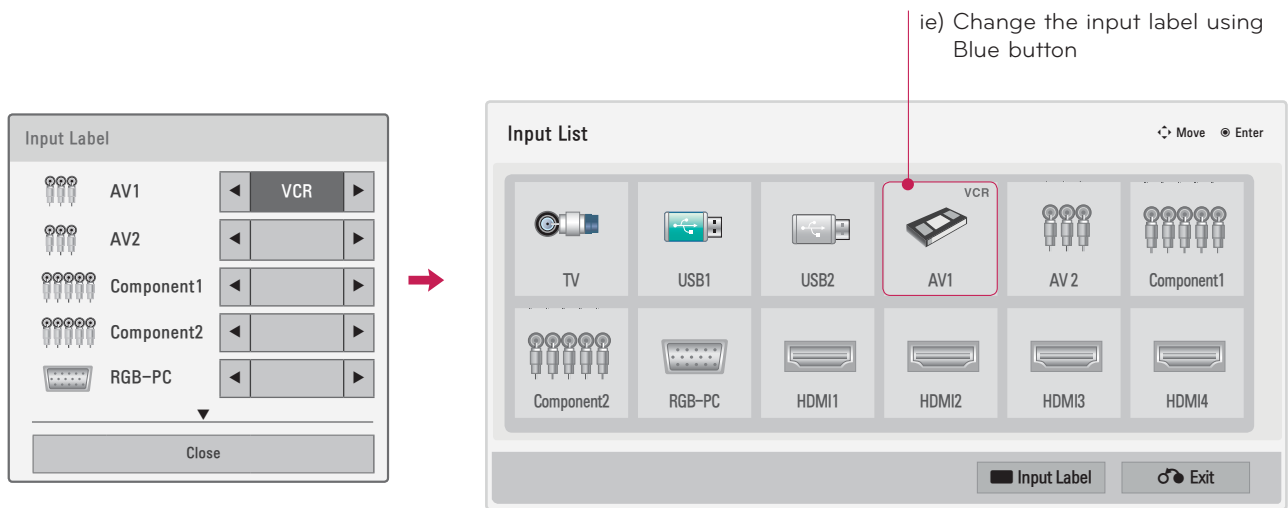 ie) Change the input label using
Blue button
Input Label
AV1
VCR
AV2
Component1
Component2
RGB-PC
Close
Input List
Move
Enter
TV
USB1
USB2
VCR
AV1
AV 2
Component1
Component2
RGB-PC
HDMI1
HDMI2
HDMI3
HDMI4
Input Label
Exit